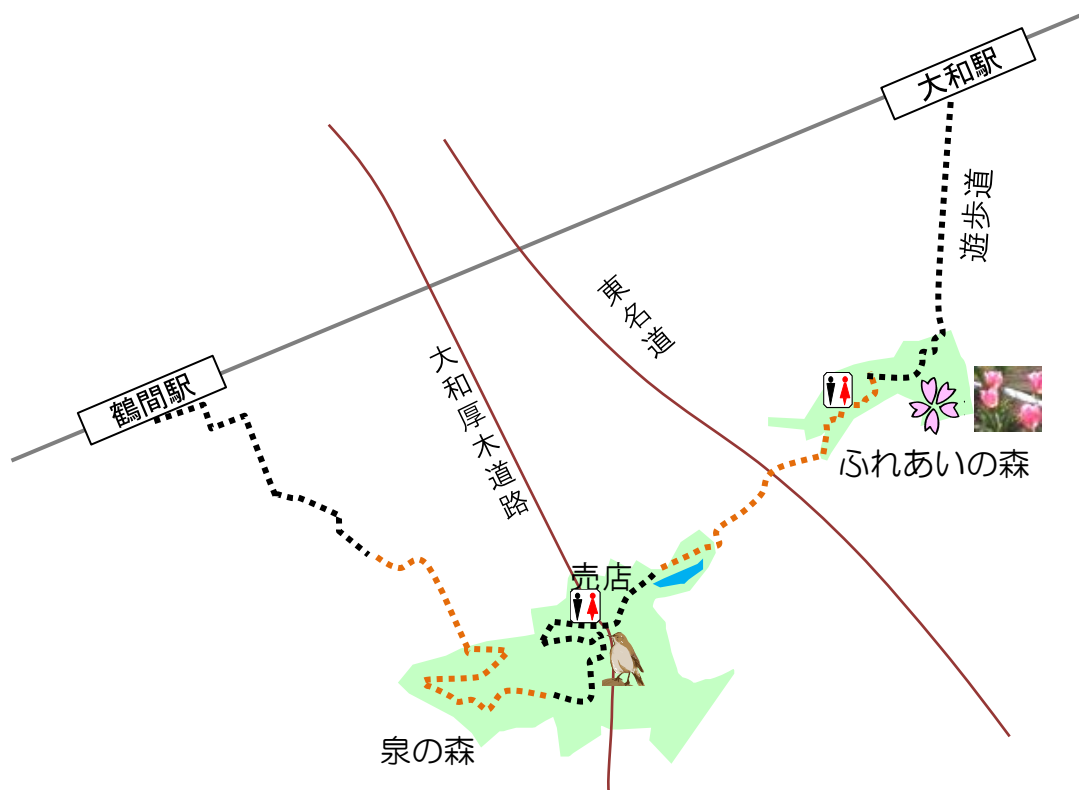 大和駅
遊歩道
東名道
大和厚木道路
鶴間駅
ふれあいの森
売店
泉の森